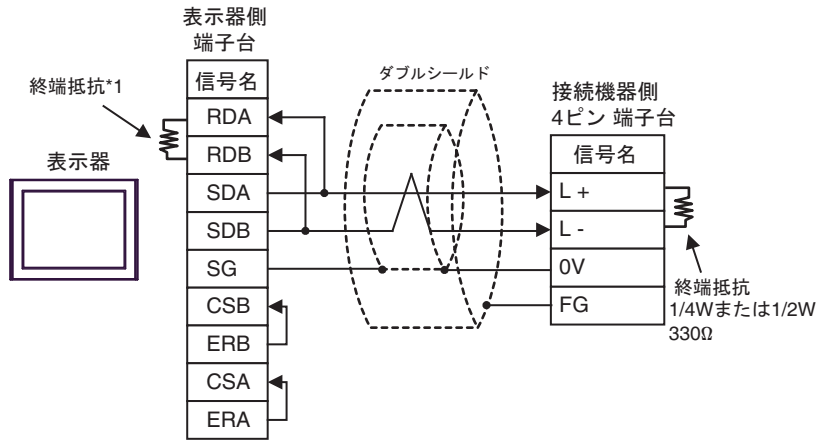 表示器側
端子台
終端抵抗*1
表示器
信号名
RDA
RDB
SDA
SDB
SG
CSB
ERB
CSA
ERA
ダブルシールド
接続機器側
4ピン 端子台
信号名
L +
L -
0V
FG
終端抵抗
1/4Wまたは1/2W
330Ω